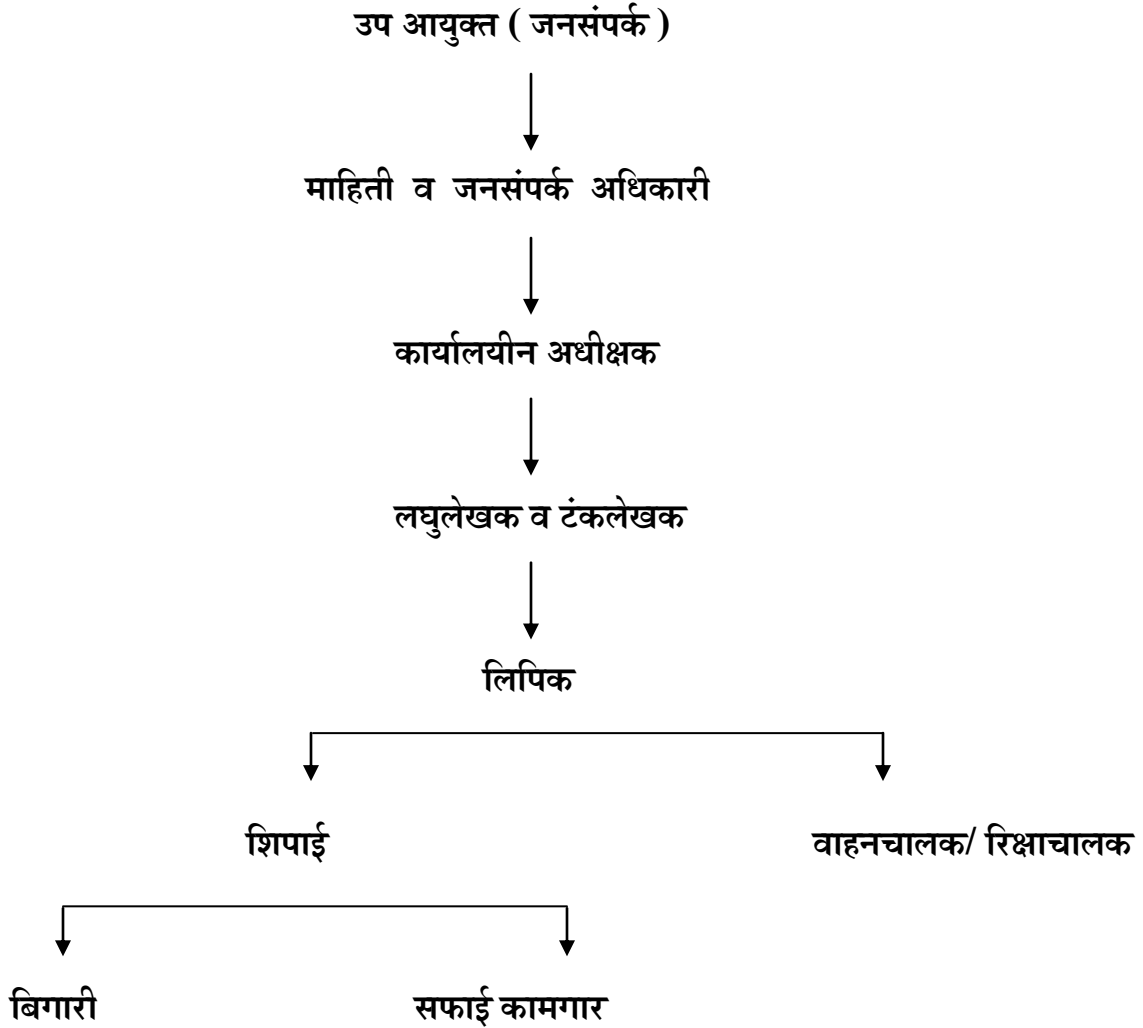 उप आयुक्त ( जनसंपर्क )
माहिती व जनसंपर्क अधिकारी
कार्यालयीन अधीक्षक
लघुलेखक व टंकलेखक
लिपिक
शिपाई वाहनचालक/ रिक्षाचालक
बिगारी सफाई कामगार